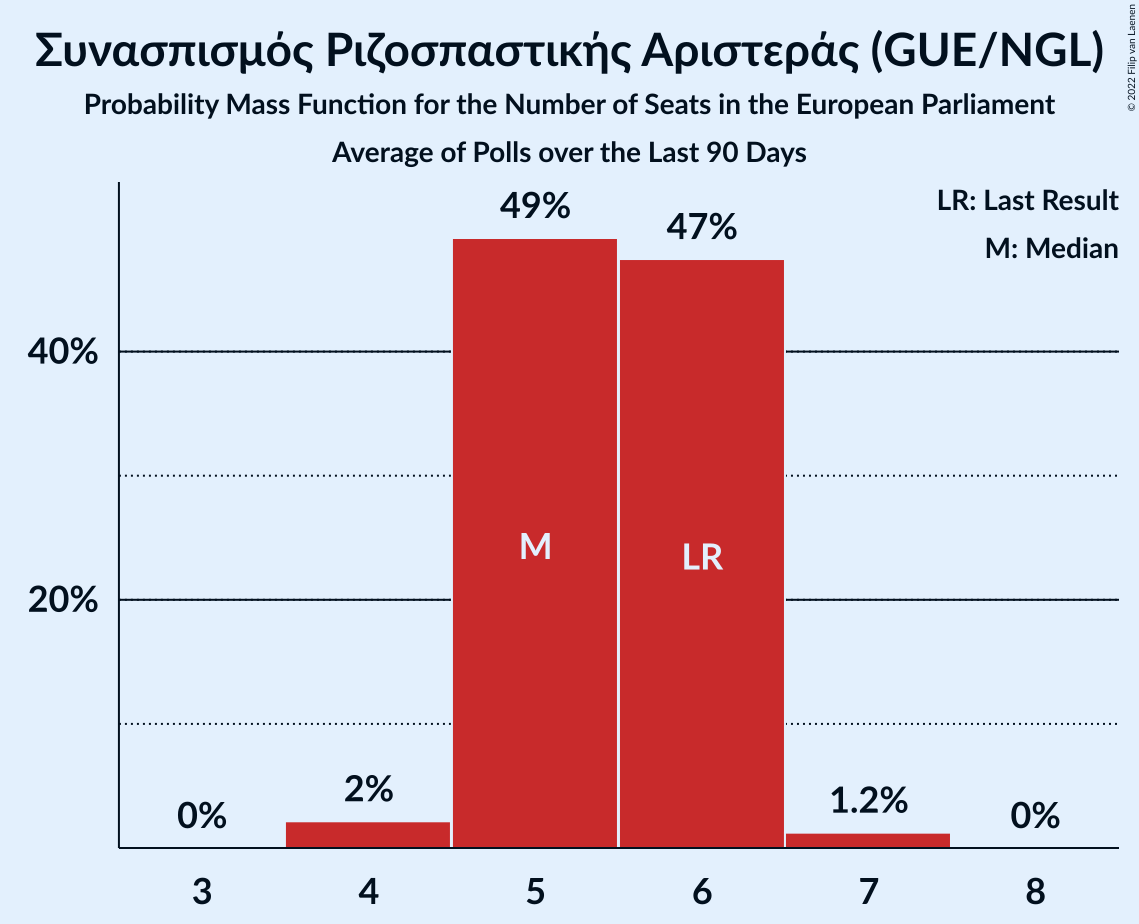 Συνασπισμός Ριζοσπαστικής Αριστεράς (GUE/NGL)
Probability Mass Function for the Number of Seats in the European Parliament
Average of Polls over the Last 90 Days
© 2022 Filip van Laenen
LR: Last Result
M: Median
49%
47%
40%
M
LR
20%
2%
1.2%
0%
0%
3
4
5
6
7
8